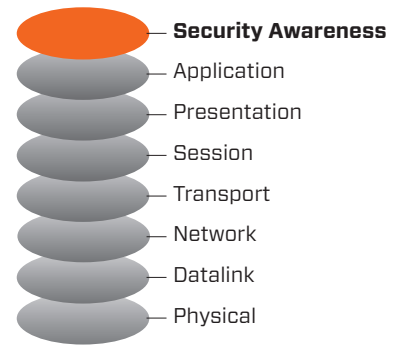 Security Awareness
Application
Presentation
Session
Transport
Network
Datalink
Physical